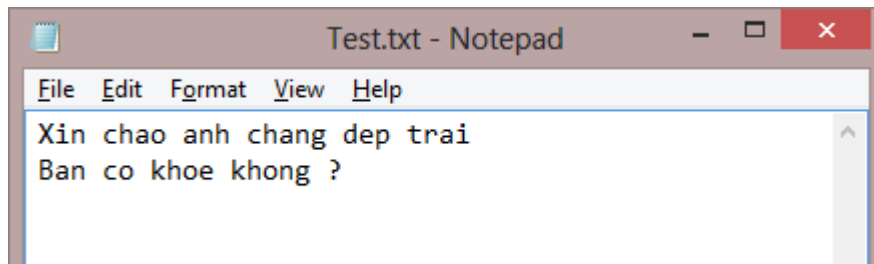 Test.txt - Notepad
File Edit Format View Help
Xin chao anh chang dep trai
Ban co khoe khong ?